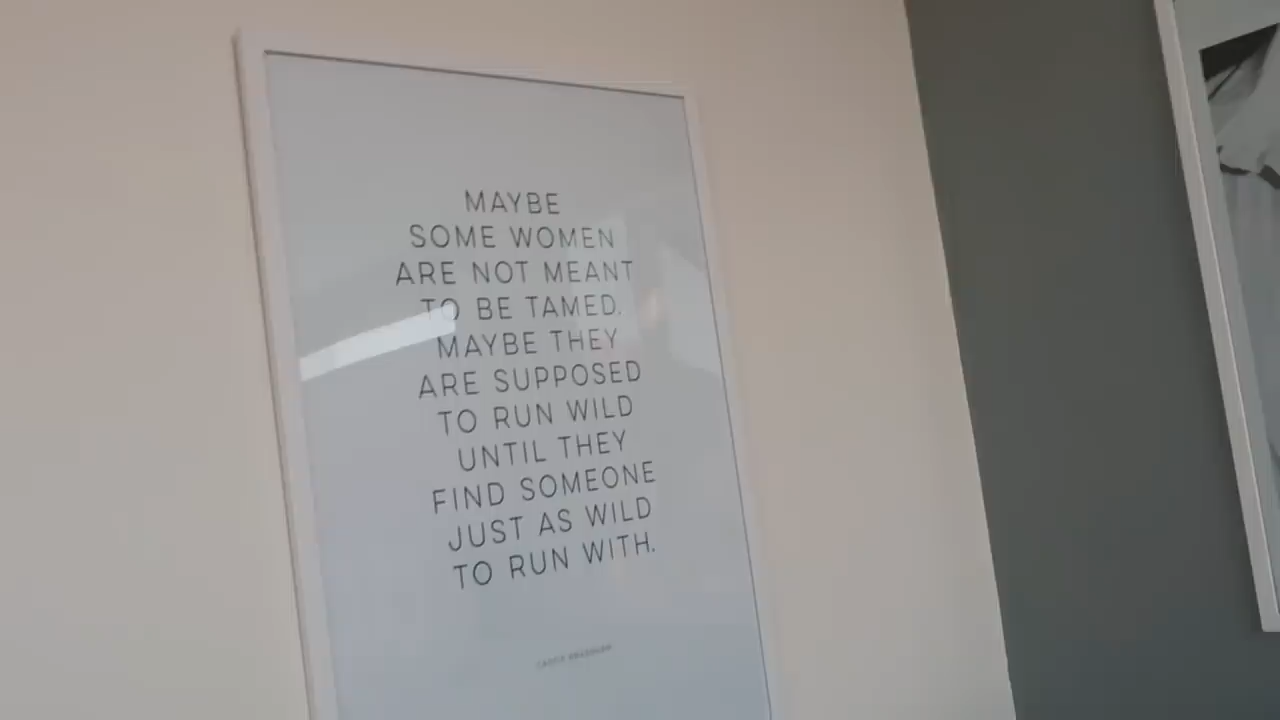 MAYBE
SOME WOMEN
ARE NOT MEANT
TO BE TAMED.
MAYBE THEY
ARE SUPPOSED
TO RUN WILD
UNTIL THEY
FIND SOMEONE
JUST AS WILD
TO RUN WITH.